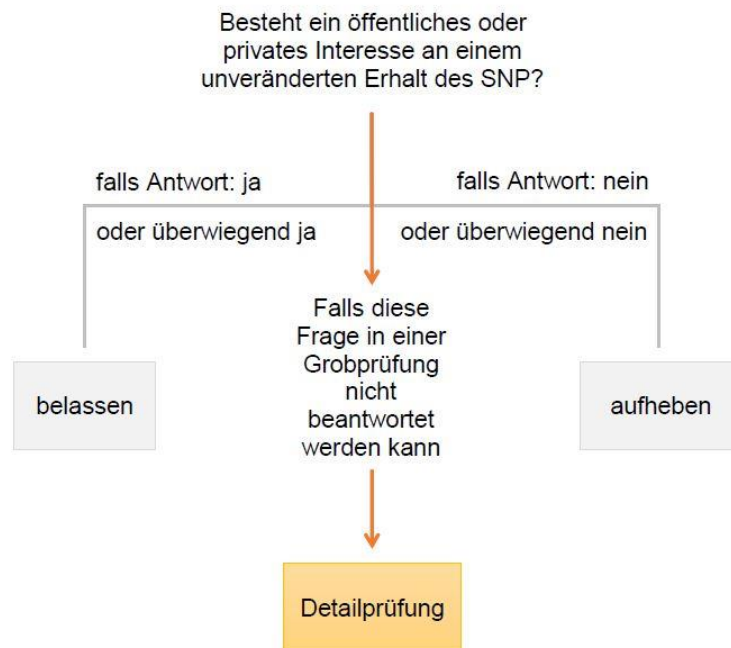 Besteht ein öffentliches oder
privates Interesse an einem
unveränderten Erhalt des SNP?
falls Antwort: ja
oder überwiegend ja
falls Antwort: nein
oder überwiegend nein
Falls diese
Frage in einer
Grobprüfung
nicht
beantwortet
werden kann
belassen
aufheben
Detailprüfung